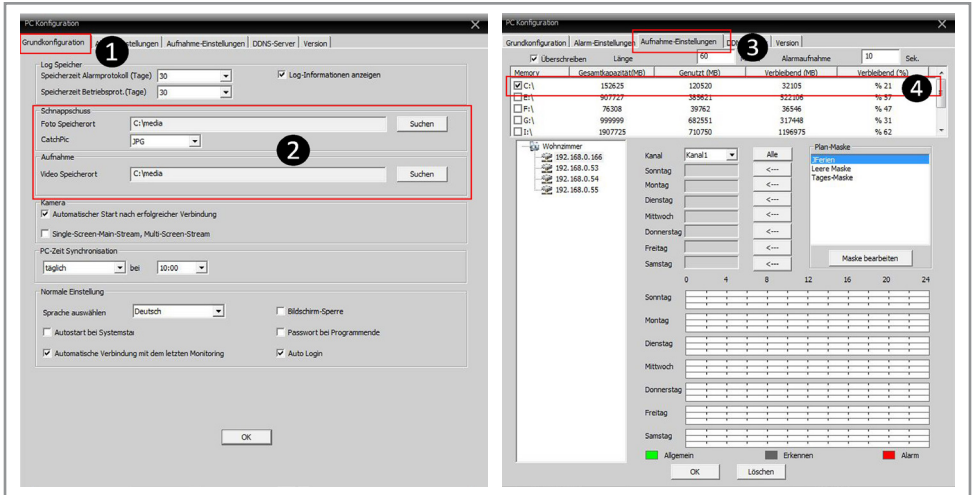 PC Konfiguration
Grundkonfiguration
stellungen
Aufnahme-Einstellungen
DDNS-Server
Version
1
Log Speicher
Speicherzeit Alarmprotokoll (Tage) 30
Log-Informationen anzeigen
Speicherzeit Betriebsprot.(Tage) 30
Schnappschuss
Foto Speicherort C:\media Suchen
CatchPic JPG
2
Aufnahme
Video Speicherort C:\media Suchen
Kamera
Automatischer Start nach erfolgreicher Verbindung
Single-Screen-Main-Stream, Multi-Screen-Stream
PC-Zeit Synchronisation
täglich bei 10:00
Normale Einstellung
Sprache auswählen Deutsch Bildschirm-Sperre
Autostart bei Systemsta Passwort bei Programmende
Automatische Verbindung mit dem letzten Monitoring Auto Login
OK
PC Konfiguration
Grundkonfiguration Alarm-Einstellungen Aufnahme-Einstellungen Version
3
Überschreiben Länge 60 Alarmaufnahme 10 Sek.
Memory Gesamtkapazität(MB) Genutzt (MB) Verbleibend (MB) Verbleibend (%)
C:\ 152625 120520 32105 % 21
4
E:\ 907727 385621 522106 % 57
F:\ 76308 39762 36546 % 47
G:\ 999999 682551 317448 % 31
I:\ 1907725 710750 1196975 % 62
Wohnzimmer
192.168.0.166
192.168.0.53
192.168.0.54
192.168.0.55
Kanal Kanal1 Alle
Sonntag <---
Montag <---
Dienstag <---
Mittwoch <---
Donnerstag <---
Freitag <---
Samstag <---
Plan-Maske
Leere Maske
Tages-Maske
Maske bearbeiten
0 4 8 12 16 20 24
Sonntag
Montag
Dienstag
Mittwoch
Donnerstag
Freitag
Samstag
Allgemein Erkennen Alarm
OK Löschen